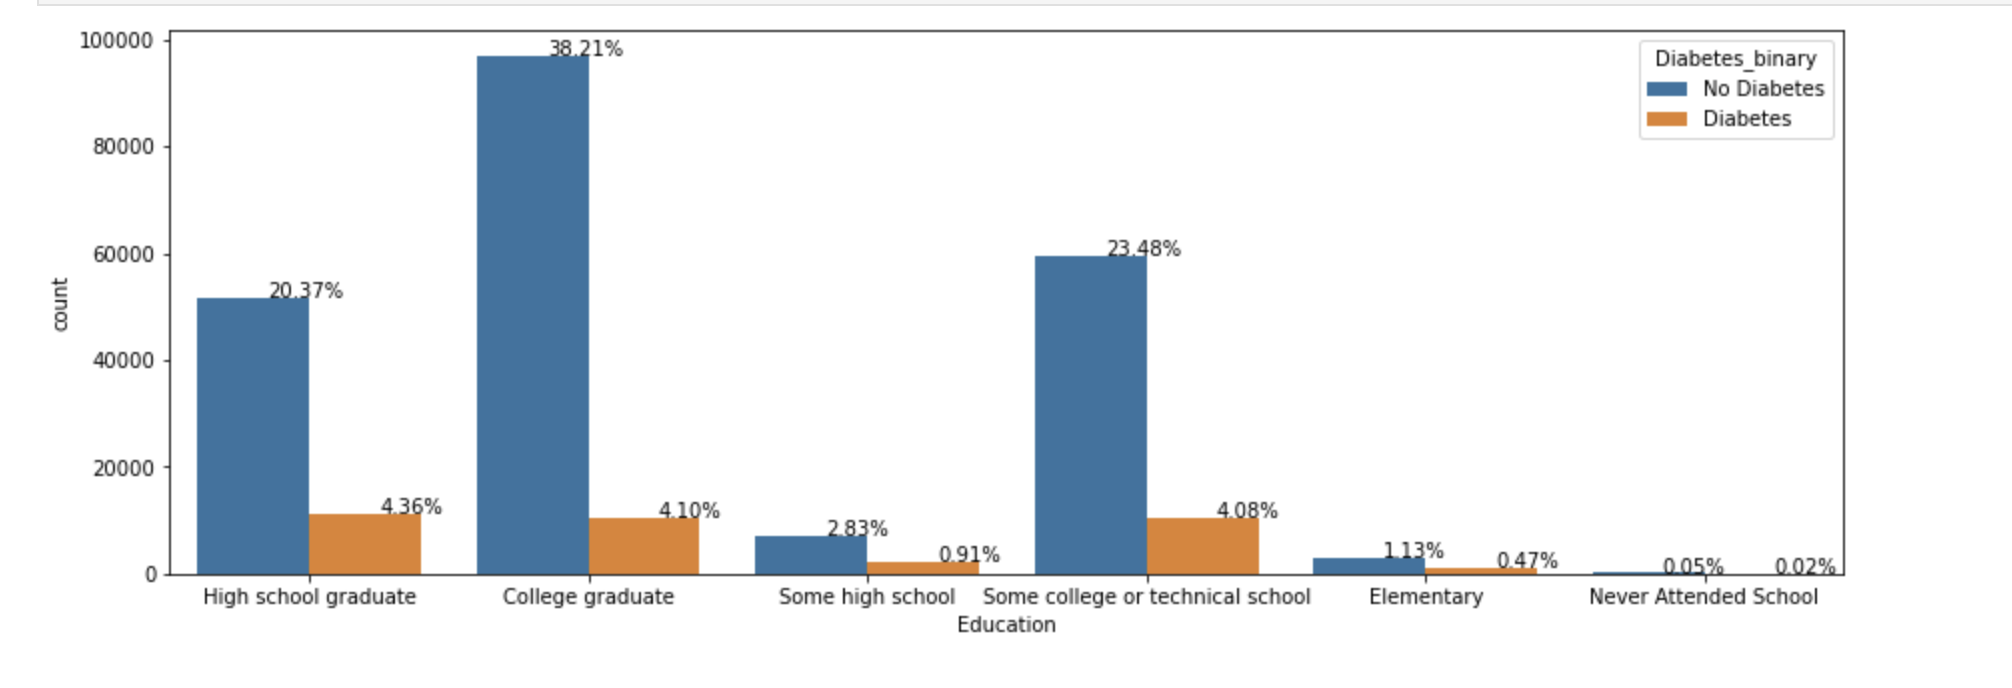 100000
80000
60000
40000
20000
0
count
38.21%
23.48%
20.37%
4.36%
4.10%
2.83%
0.91%
4.08%
1.13%
0.47%
0.05%
0.02%
Diabetes_binary
No Diabetes
Diabetes
High school graduate
College graduate
Some high school
Some college or technical school
Elementary
Never Attended School
Education